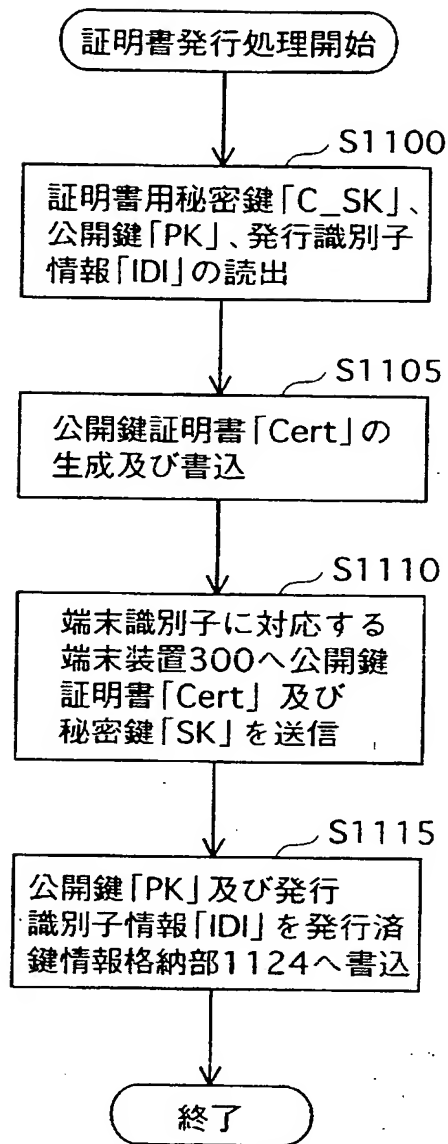 証明書発行処理開始
S1100
証明書用秘密鍵「C_SK」、
公開鍵「PK」、発行識別子
情報「IDI」の読出
S1105
公開鍵証明書「Cert」の
生成及び書込
S1110
端末識別子に対応する
端末装置300へ公開鍵
証明書「Cert」及び
秘密鍵「SK」を送信
S1115
公開鍵「PK」及び発行
識別子情報「IDI」を発行済
鍵情報格納部1124へ書込
終了